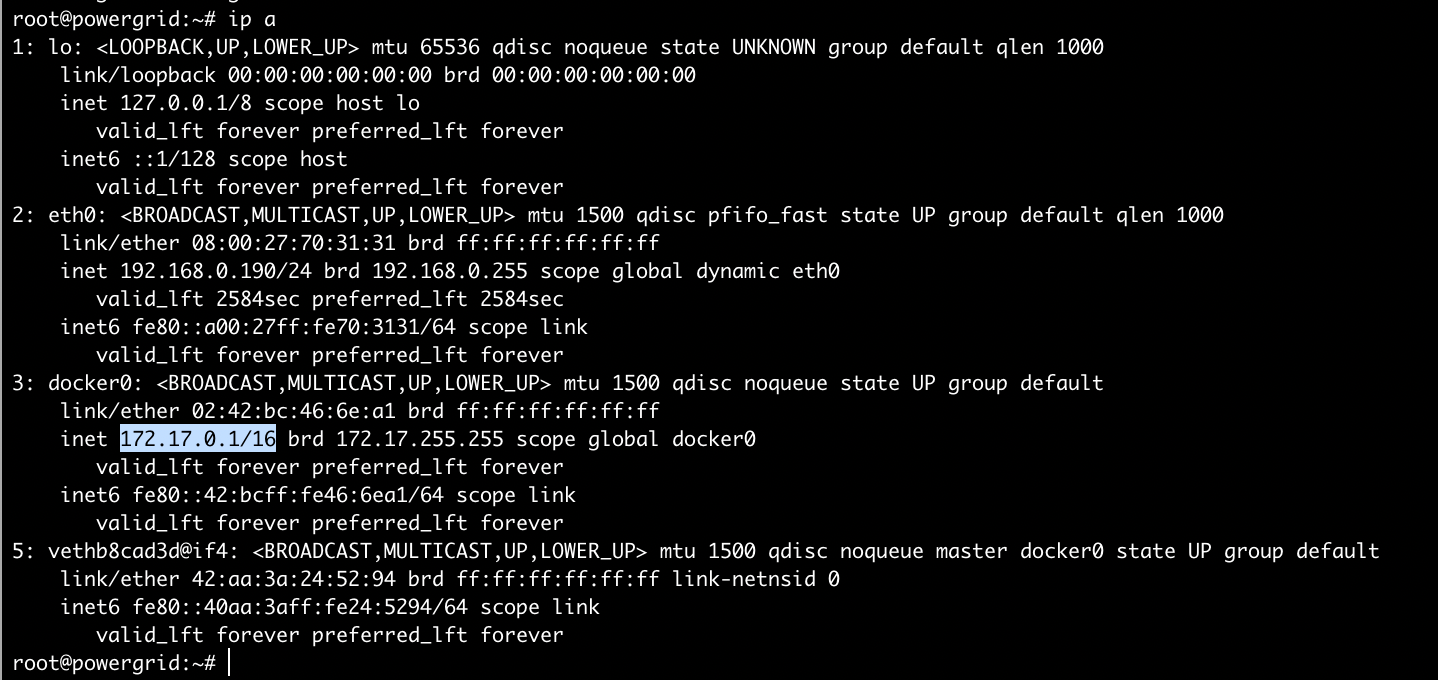 root@powergrid:~# ip a
1: lo: <LOOPBACK,UP,LOWER_UP> mtu 65536 qdisc noqueue state UNKNOWN group default qlen 1000
    link/loopback 00:00:00:00:00:00 brd 00:00:00:00:00:00
    inet 127.0.0.1/8 scope host lo
       valid_lft forever preferred_lft forever
    inet6 ::1/128 scope host
       valid_lft forever preferred_lft forever
2: eth0: <BROADCAST,MULTICAST,UP,LOWER_UP> mtu 1500 qdisc pfifo_fast state UP group default qlen 1000
    link/ether 08:00:27:70:31:31 brd ff:ff:ff:ff:ff:ff
    inet 192.168.0.190/24 brd 192.168.0.255 scope global dynamic eth0
       valid_lft 2584sec preferred_lft 2584sec
    inet6 fe80::a00:27ff:fe70:3131/64 scope link
       valid_lft forever preferred_lft forever
3: docker0: <BROADCAST,MULTICAST,UP,LOWER_UP> mtu 1500 qdisc noqueue state UP group default
    link/ether 02:42:bc:46:6e:a1 brd ff:ff:ff:ff:ff:ff
    inet 172.17.0.1/16 brd 172.17.255.255 scope global docker0
       valid_lft forever preferred_lft forever
    inet6 fe80::42:bcff:fe46:6ea1/64 scope link
       valid_lft forever preferred_lft forever
5: vethb8cad3d@if4: <BROADCAST,MULTICAST,UP,LOWER_UP> mtu 1500 qdisc noqueue master docker0 state UP group default
    link/ether 42:aa:3a:24:52:94 brd ff:ff:ff:ff:ff:ff link-netnsid 0
    inet6 fe80::40aa:3aff:fe24:5294/64 scope link
       valid_lft forever preferred_lft forever
root@powergrid:~#